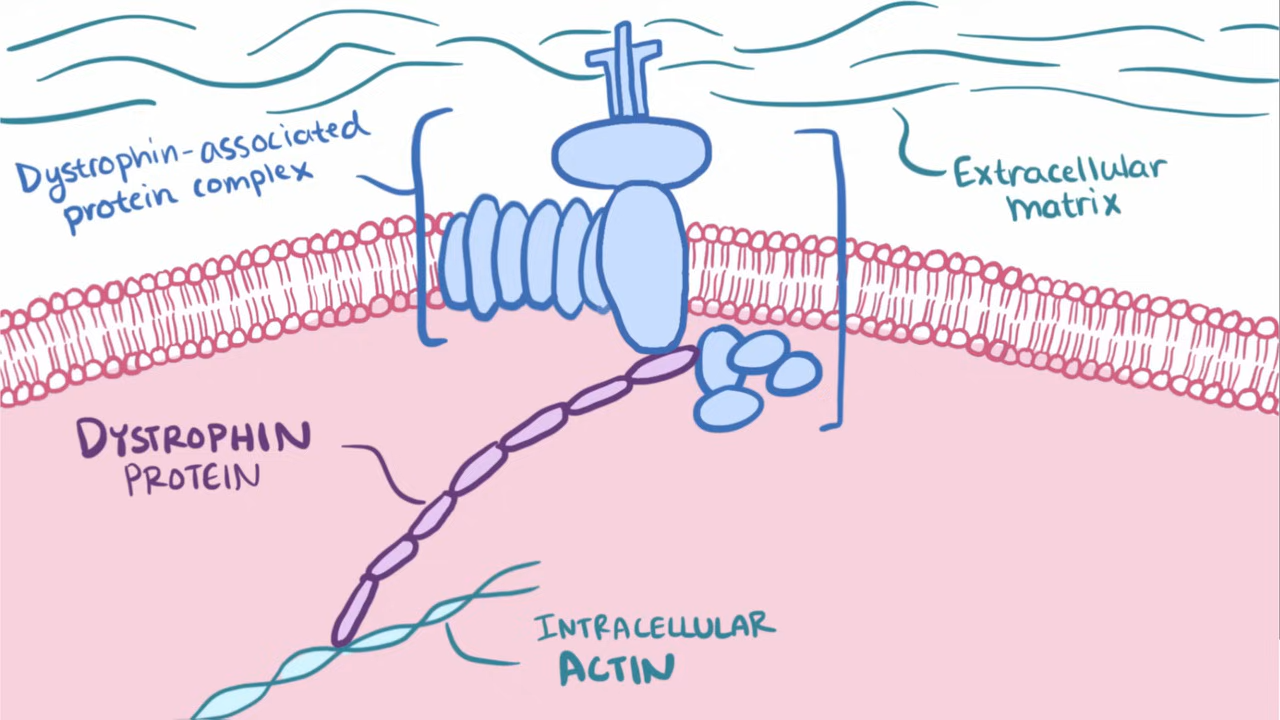 Dystrophin-associated
protein complex
Extracellular
matrix
DYSTROPHIN
PROTEIN
INTRACELLULAR
ACTIN